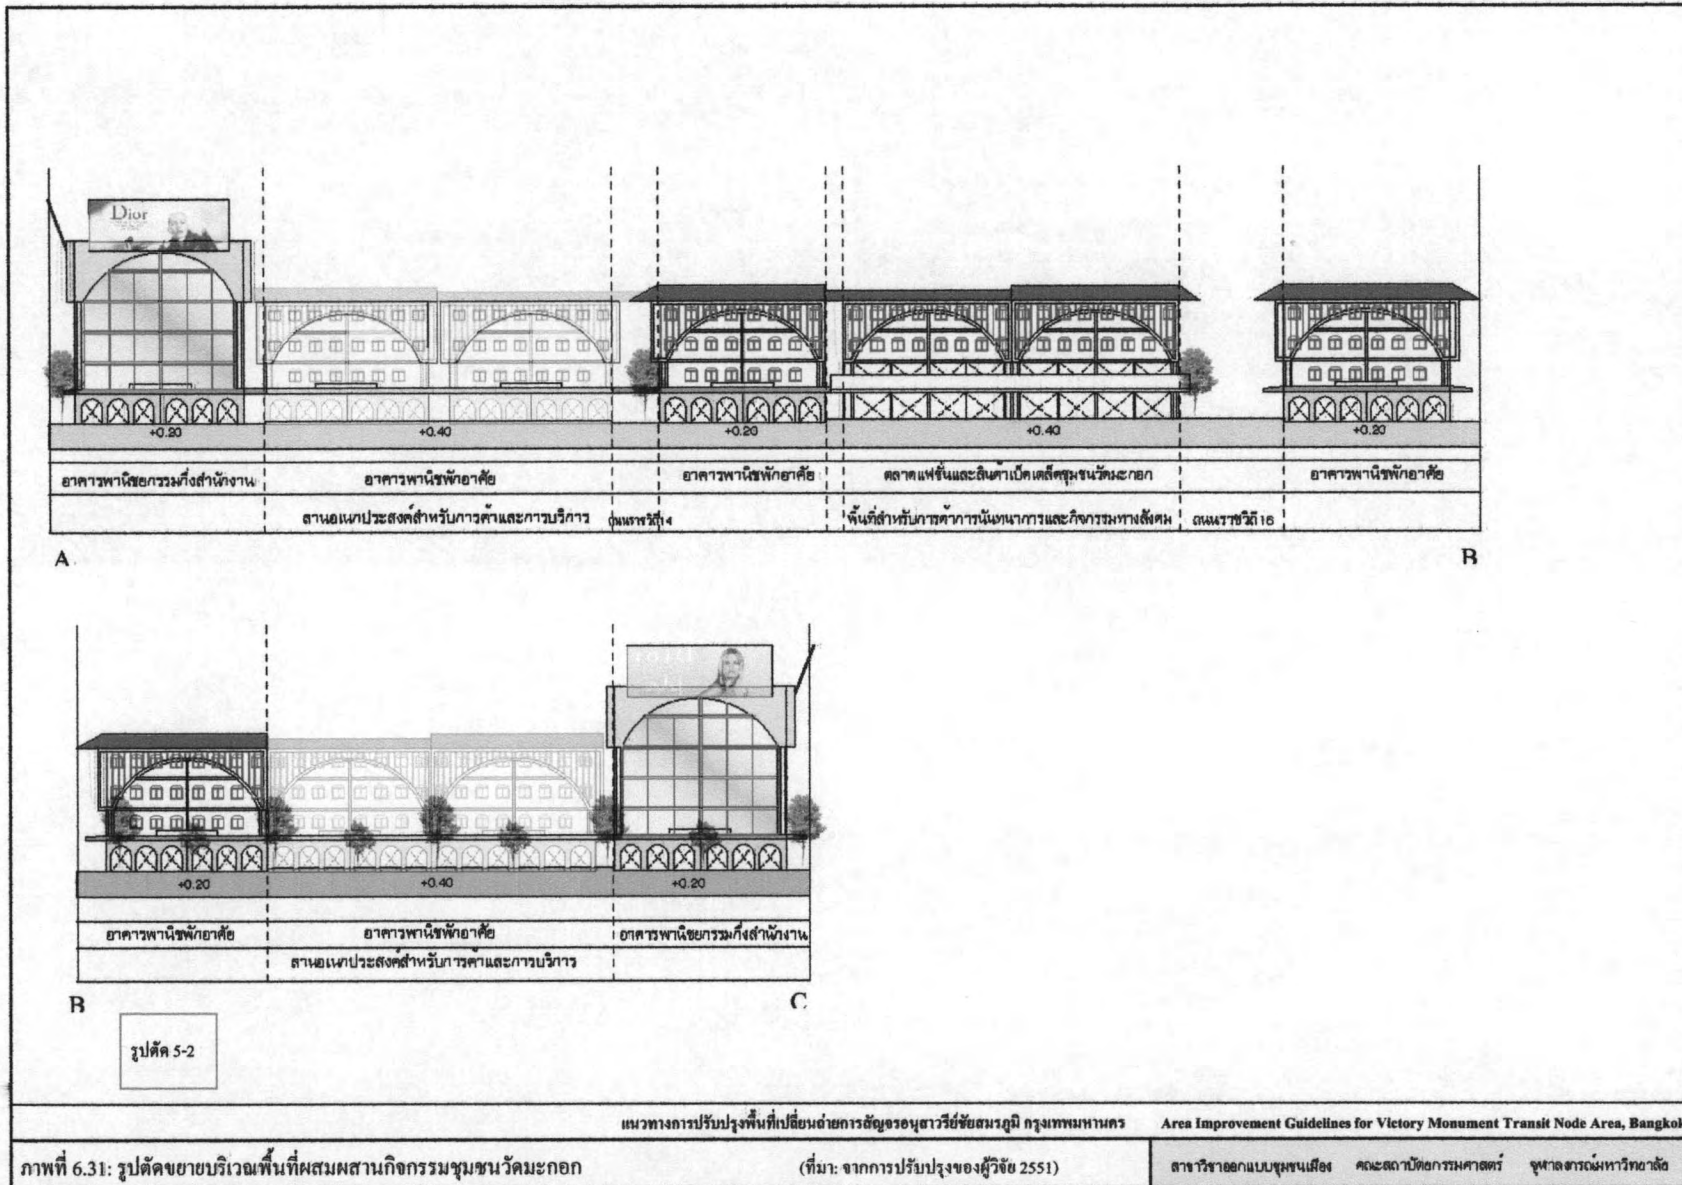 Dior
+0.20 +0.40 +0.20 +0.40 +0.20
อาคารพานิชยกรรมกึ่งสำนักงาน อาคารพานิชพักอาศัย อาคารพานิชพักอาศัย ตลาดแฟชั่นและสินค้าเบ็ดเตล็ดชุมชนวัดมะกอก อาคารพานิชพักอาศัย
ลานอเนกประสงค์สำหรับการค้าและการบริการ ถนนราชวิถี14 พื้นที่สำหรับการค้าการนันทนาการและกิจกรรมทางสังคม ถนนราชวิถี16
A B
Dior
+0.20 +0.40 +0.20
อาคารพานิชพักอาศัย อาคารพานิชพักอาศัย อาคารพานิชยกรรมกึ่งสำนักงาน
ลานอเนกประสงค์สำหรับการค้าและการบริการ
B C
รูปตัด 5-2
แนวทางการปรับปรุงพื้นที่เปลี่ยนถ่ายการสัญจรอนุสาวรีย์ชัยสมรภูมิ กรุงเทพมหานคร Area Improvement Guidelines for Victory Monument Transit Node Area, Bangkok
ภาพที่ 6.31: รูปตัดขยายบริเวณพื้นที่ผสมผสานกิจกรรมชุมชนวัดมะกอก (ที่มา: จากการปรับปรุงของผู้วิจัย 2551) สาขาวิชาออกแบบชุมชนเมือง คณะสถาปัตยกรรมศาสตร์ จุฬาลงกรณ์มหาวิทยาลัย